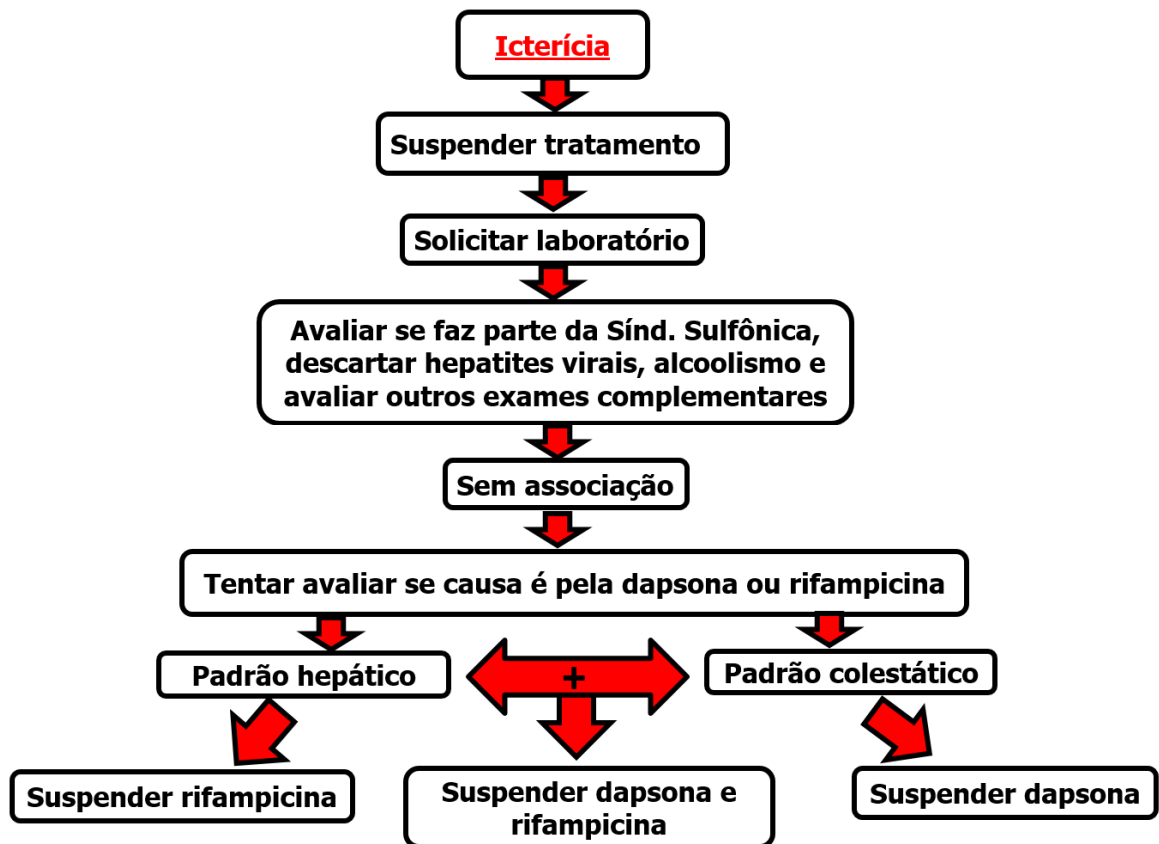 Icterícia
Suspender tratamento
Solicitar laboratório
Avaliar se faz parte da Sínd. Sulfônica,
descartar hepatites virais, alcoolismo e
avaliar outros exames complementares
Sem associação
Tentar avaliar se causa é pela dapsona ou rifampicina
Padrão hepático
+
Padrão colestático
Suspender rifampicina
Suspender dapsona e
rifampicina
Suspender dapsona